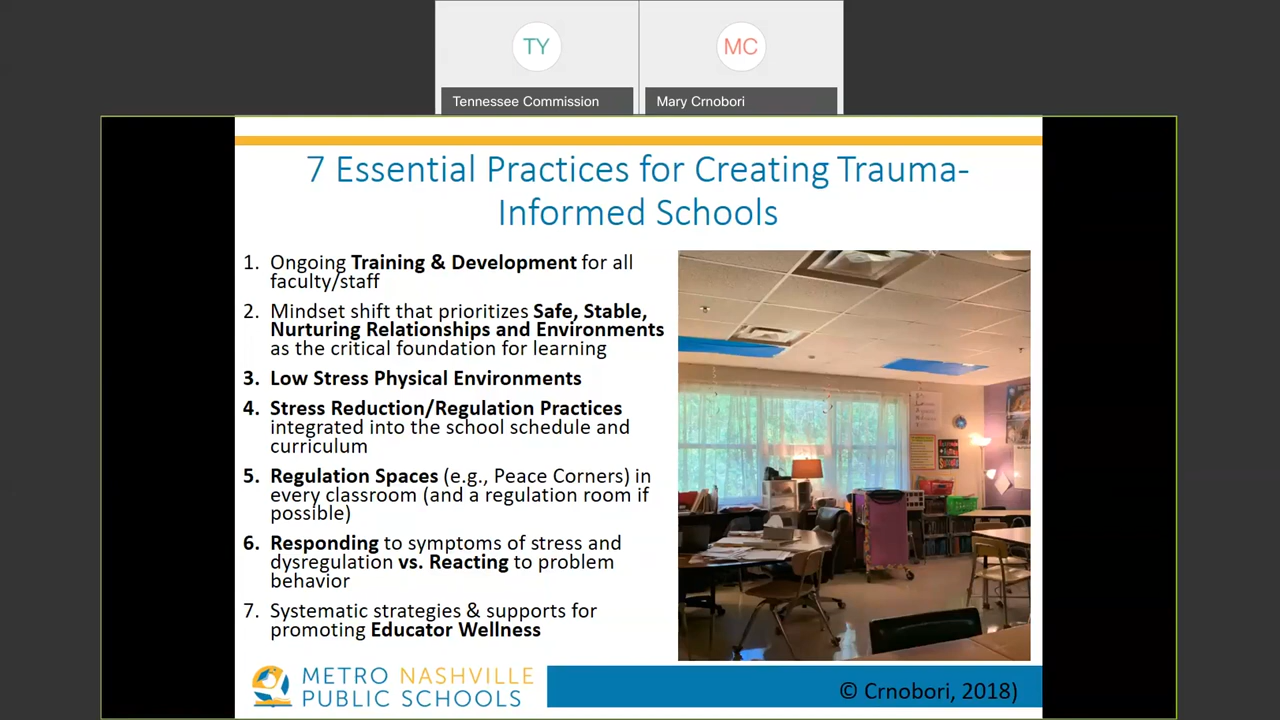 TY
MC
Tennessee Commission
Mary Crnobori
7 Essential Practices for Creating Trauma-
Informed Schools
1. Ongoing Training & Development for all
faculty/staff
2. Mindset shift that prioritizes Safe, Stable,
Nurturing Relationships and Environments
as the critical foundation for learning
3. Low Stress Physical Environments
4. Stress Reduction/Regulation Practices
integrated into the school schedule and
curriculum
5. Regulation Spaces (e.g., Peace Corners) in
every classroom (and a regulation room if
possible)
6. Responding to symptoms of stress and
dysregulation vs. Reacting to problem
behavior
7. Systematic strategies & supports for
promoting Educator Wellness
METRO NASHVILLE
PUBLIC SCHOOLS
© Crnobori, 2018)